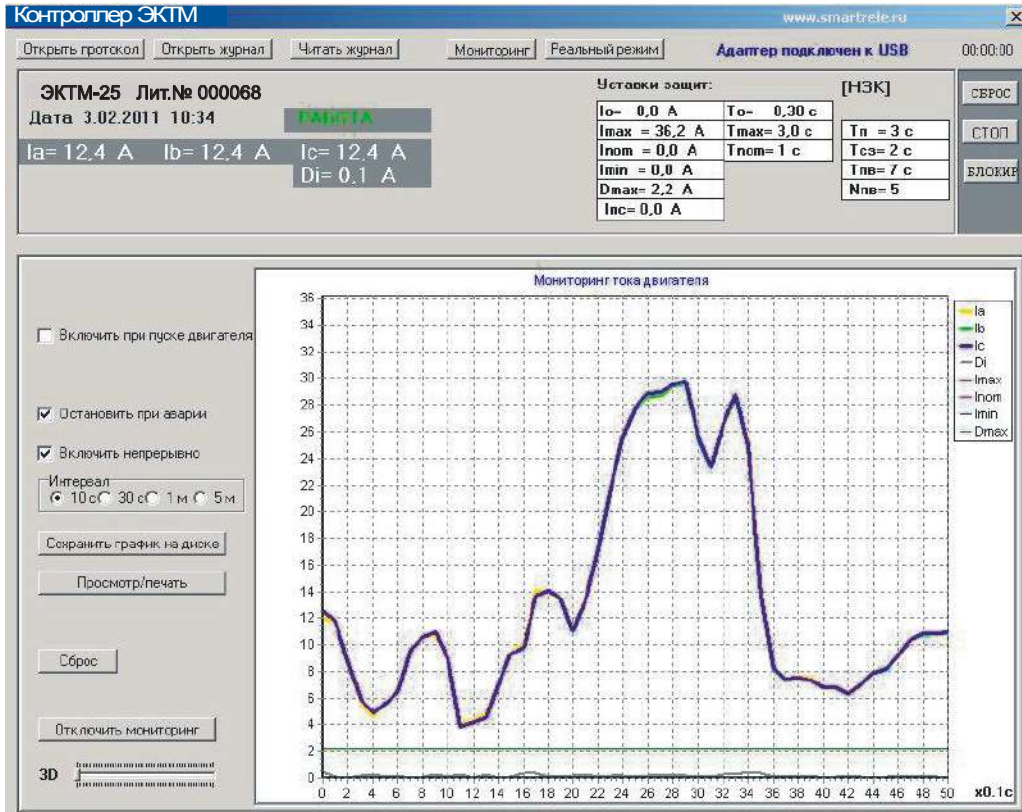 Контроллер ЭКТМ
www.smartrele.ru
Открыть протокол Открыть журнал Читать журнал Мониторинг Реальный режим Адаптер подключен к USB 00:00:00
ЭКТМ-25 Лит.№ 000068
Дата 3.02.2011 10:34 РАБОТА
Ia= 12,4 A Ib= 12,4 A Ic= 12,4 A
Di= 0,1 A
Уставки защит: [НЗК]
Io- 0,0 A To- 0,30 c
Imax = 36,2 A Tmax= 3,0 c Тп = 3 с
Inom = 0,0 A Tnom= 1 c Тсз= 2 с
Imin = 0,0 A Тпв= 7 с
Dmax= 2,2 A Nпв= 5
Inc= 0,0 A
СБРОС
СТОП
БЛОКИР
Включить при пуске двигателя
Остановить при аварии
Включить непрерывно
Интервал
10 с 30 с 1 м 5 м
Сохранить график на диске
Просмотр/печать
Сброс
Отключить мониторинг
3D
Мониторинг тока двигателя
36
34
32
30
28
26
24
22
20
18
16
14
12
10
8
6
4
2
0
0 2 4 6 8 10 12 14 16 18 20 22 24 26 28 30 32 34 36 38 40 42 44 46 48 50 x0.1c
Ia
Ib
Ic
Di
Imax
Inom
Imin
Dmax